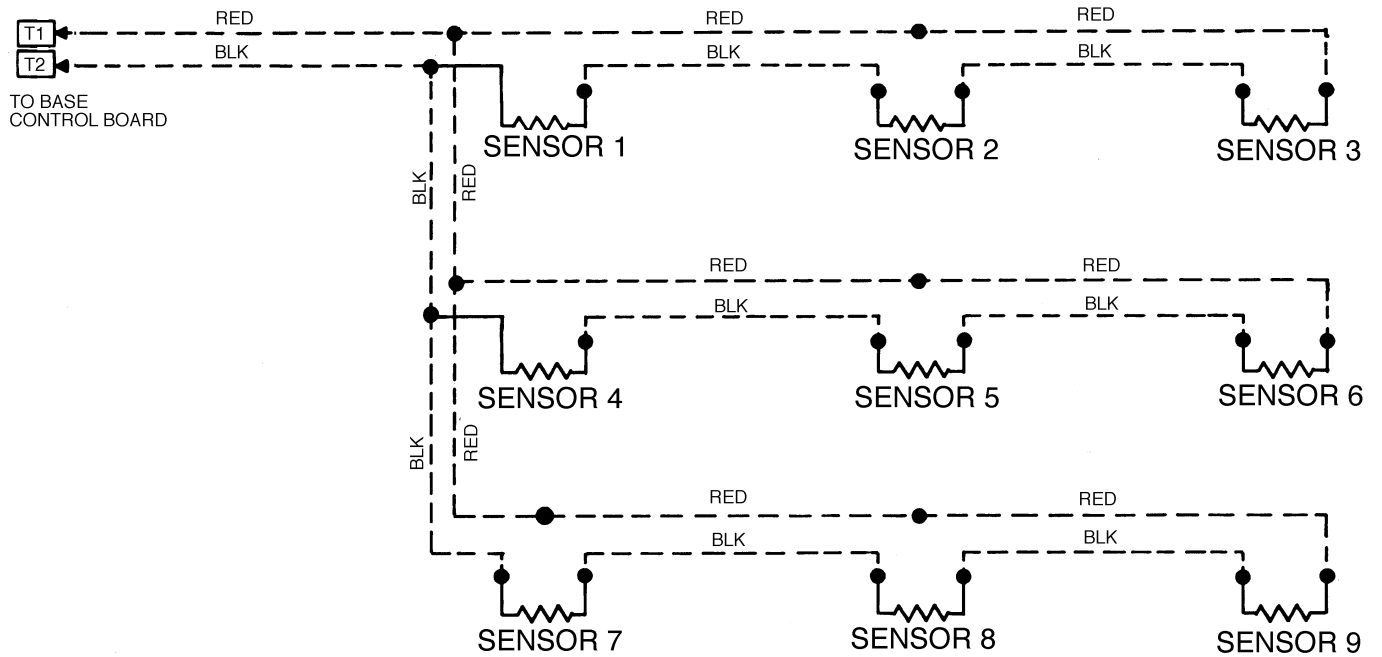 T1
RED
RED
RED
T2
BLK
BLK
BLK
TO BASE
CONTROL BOARD
SENSOR 1
SENSOR 2
SENSOR 3
BLK
RED
RED
RED
BLK
BLK
SENSOR 4
SENSOR 5
SENSOR 6
BLK
RED
RED
RED
BLK
BLK
SENSOR 7
SENSOR 8
SENSOR 9